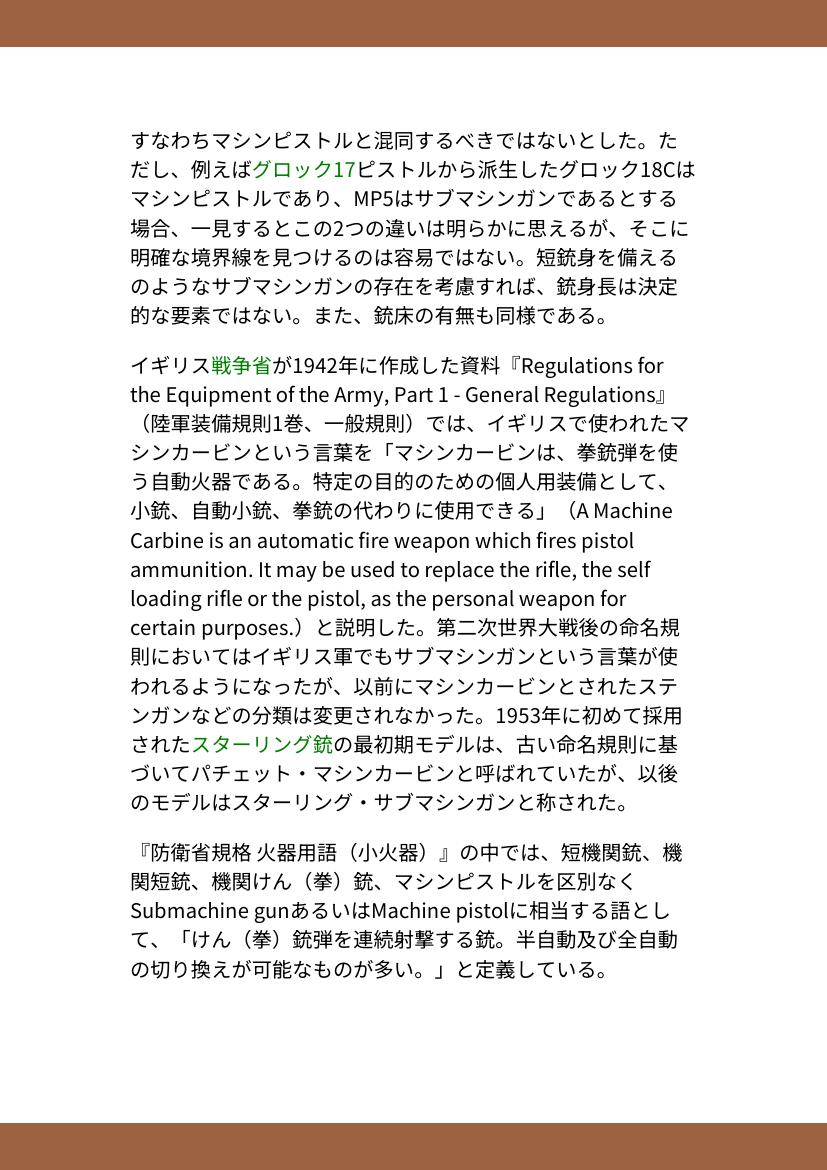 すなわちマシンピストルと混同するべきではないとした。た
だし、例えばグロック17ピストルから派生したグロック18Cは
マシンピストルであり、MP5はサブマシンガンであるとする
場合、一見するとこの2つの違いは明らかに思えるが、そこに
明確な境界線を見つけるのは容易ではない。短銃身を備える
のようなサブマシンガンの存在を考慮すれば、銃身長は決定
的な要素ではない。また、銃床の有無も同様である。
イギリス戦争省が1942年に作成した資料『Regulations for
the Equipment of the Army, Part 1 - General Regulations』
（陸軍装備規則1巻、一般規則）では、イギリスで使われたマ
シンカービンという言葉を「マシンカービンは、拳銃弾を使
う自動火器である。特定の目的のための個人用装備として、
小銃、自動小銃、拳銃の代わりに使用できる」（A Machine
Carbine is an automatic fire weapon which fires pistol
ammunition. It may be used to replace the rifle, the self
loading rifle or the pistol, as the personal weapon for
certain purposes.）と説明した。第二次世界大戦後の命名規
則においてはイギリス軍でもサブマシンガンという言葉が使
われるようになったが、以前にマシンカービンとされたステ
ンガンなどの分類は変更されなかった。1953年に初めて採用
されたスターリング銃の最初期モデルは、古い命名規則に基
づいてパチェット・マシンカービンと呼ばれていたが、以後
のモデルはスターリング・サブマシンガンと称された。
『防衛省規格 火器用語（小火器）』の中では、短機関銃、機
関短銃、機関けん（拳）銃、マシンピストルを区別なく
Submachine gunあるいはMachine pistolに相当する語とし
て、「けん（拳）銃弾を連続射撃する銃。半自動及び全自動
の切り換えが可能なものが多い。」と定義している。